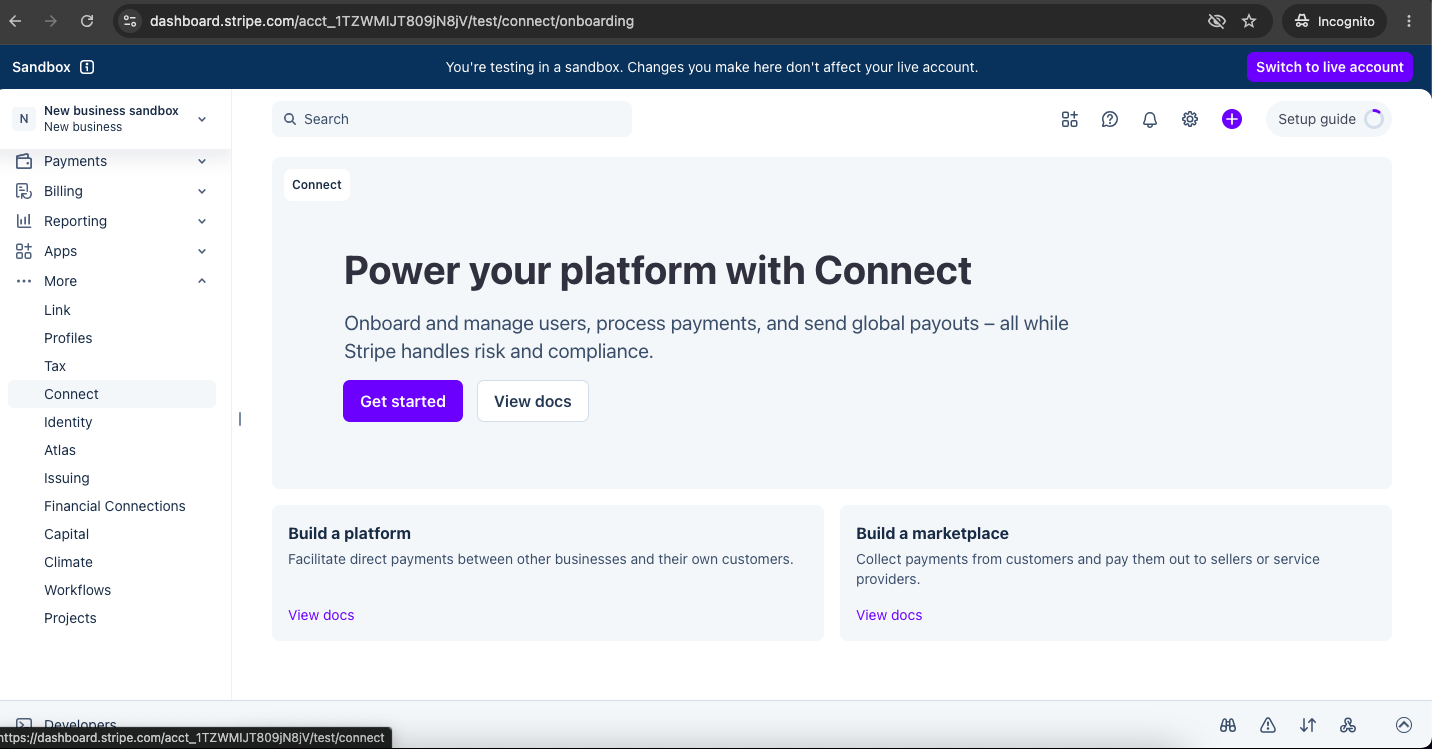 dashboard.stripe.com/acct_1TZWMIJT809jN8jV/test/connect/onboarding
Incognito
Sandbox
You're testing in a sandbox. Changes you make here don't affect your live account.
Switch to live account
N
New business sandbox
New business
Search
Setup guide
Payments
Billing
Reporting
Apps
More
Link
Profiles
Tax
Connect
Identity
Atlas
Issuing
Financial Connections
Capital
Climate
Workflows
Projects
Connect
Power your platform with Connect
Onboard and manage users, process payments, and send global payouts – all while
Stripe handles risk and compliance.
Get started
View docs
Build a platform
Facilitate direct payments between other businesses and their own customers.
View docs
Build a marketplace
Collect payments from customers and pay them out to sellers or service
providers.
View docs
Developers
https://dashboard.stripe.com/acct_1TZWMIJT809jN8jV/test/connect